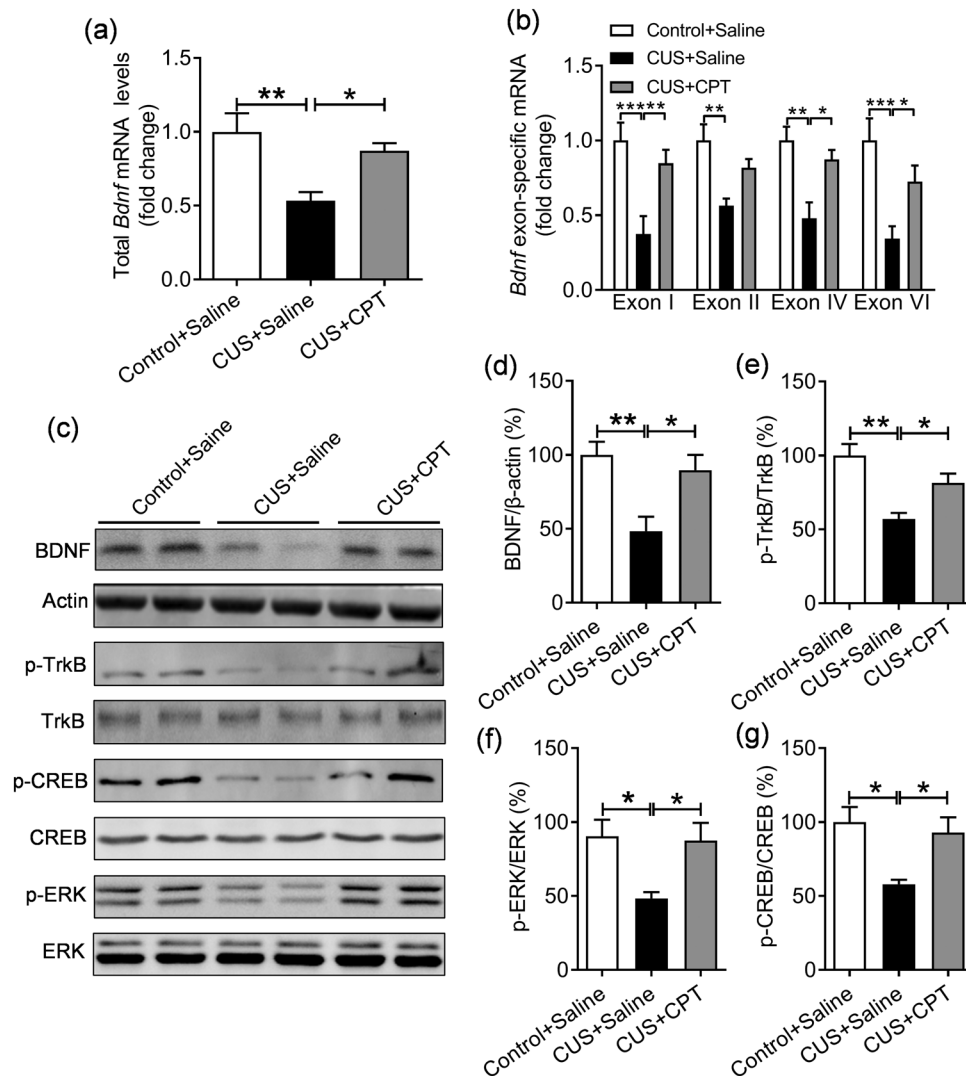 (a)
Total Bdnf mRNA levels
(fold change)
1.5
1.0
0.5
0.0
**
*
Control+Saline
CUS+Saline
CUS+CPT
(b)
Control+Saline
CUS+Saline
CUS+CPT
Bdnf exon-specific mRNA
(fold change)
1.5
1.0
0.5
0.0
*****
**
** *
*** *
Exon I
Exon II
Exon IV
Exon VI
(c)
Control+Saine
CUS+Saline
CUS+CPT
BDNF
Actin
p-TrkB
TrkB
p-CREB
CREB
p-ERK
ERK
(d)
BDNF/β-actin (%)
150
100
50
0
**
*
Control+Saline
CUS+Saline
CUS+CPT
(e)
p-TrkB/TrkB (%)
150
100
50
0
**
*
Control+Saline
CUS+Saline
CUS+CPT
(f)
p-ERK/ERK (%)
150
100
50
0
*
*
Control+Saline
CUS+Saline
CUS+CPT
(g)
p-CREB/CREB (%)
150
100
50
0
*
*
Control+Saline
CUS+Saline
CUS+CPT